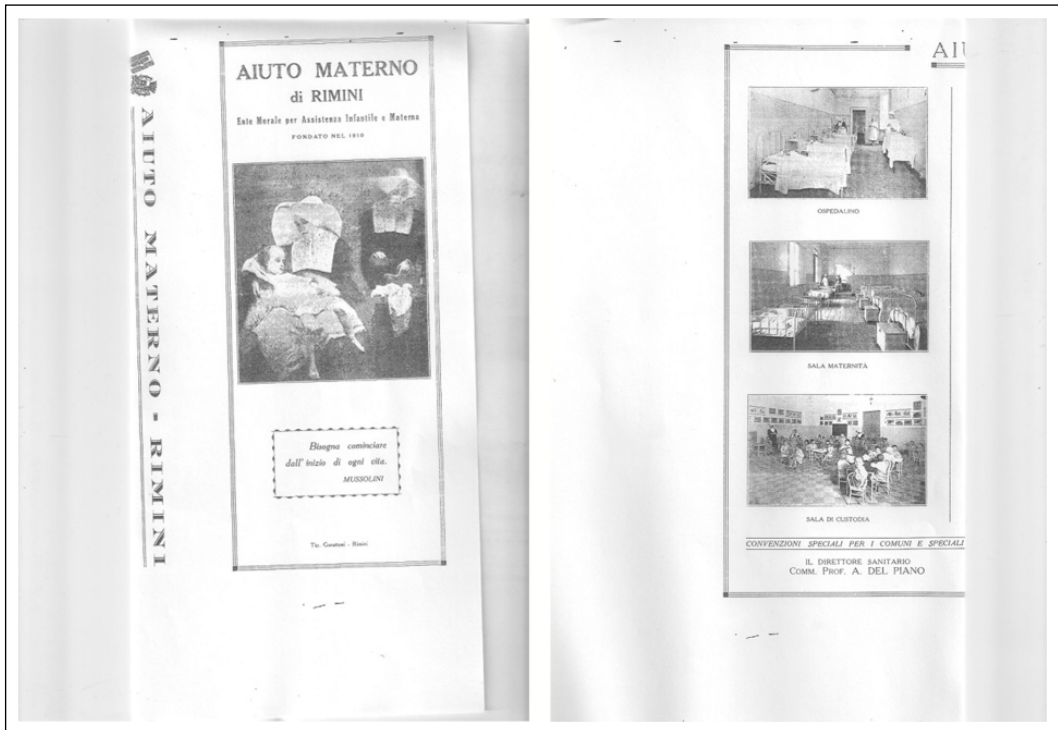 AIUTO MATERNO - RIMINI
AIUTO MATERNO
di RIMINI
Ente Morale per Assistenza Infantile e Materna
FONDATO NEL 1910
Bisogna cominciare
dall' inizio di ogni vita.
MUSSOLINI
Tip. Garattoni - Rimini
AIU
OSPEDALINO
SALA MATERNITÀ
SALA DI CUSTODIA
CONVENZIONI SPECIALI PER I COMUNI E SPECIALI
IL DIRETTORE SANITARIO
COMM. PROF. A. DEL PIANO